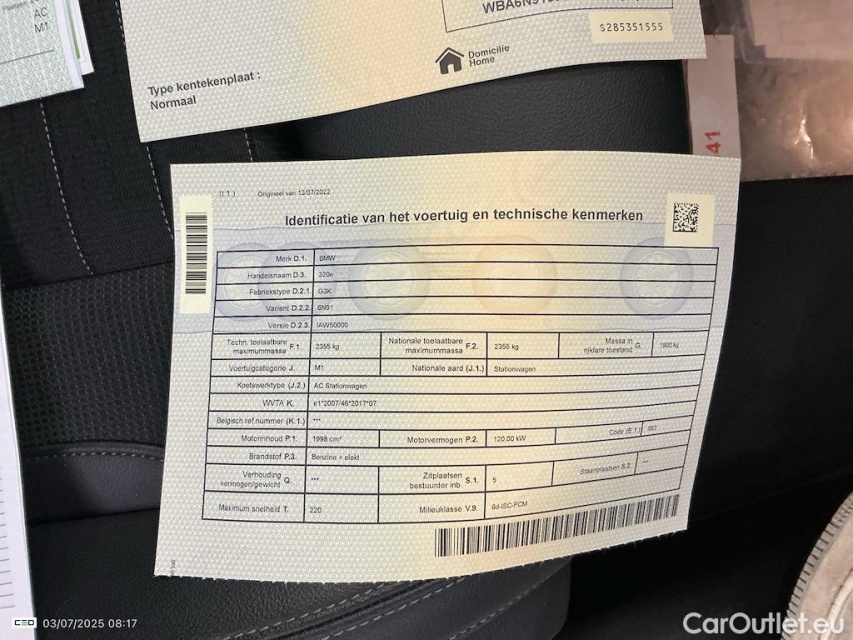 AC
M1
WBA6N91
S285351555
Domicilie
Home
Type kentekenplaat :
Normaal
41
(I.1.) Origineel van 13/07/2022
Identificatie van het voertuig en technische kenmerken
Merk D.1. BMW
Handelsnaam D.3. 320e
Fabriekstype D.2.1. G3K
Variant D.2.2. 6N91
Versie D.2.3. IAW50000
Techn. toelaatbare maximummassa F.1. 2355 kg Nationale toelaatbare maximummassa F.2. 2355 kg Massa in rijklare toestand G. 1900 kg
Voertuigcategorie J. M1 Nationale aard (J.1.) Stationwagen
Koetswerktype (J.2.) AC Stationwagen
WVTA K. e1*2007/46*2017*07
Belgisch ref.nummer (K.1.) ***
Motorinhoud P.1. 1998 cm³ Motorvermogen P.2. 120,00 kW Code (E.1.)
Brandstof P.3. Benzine + elekt
Verhouding vermogen/gewicht Q. *** Zitplaatsen bestuurder inb S.1. 5 Staanplaatsen S.2. ---
Maximum snelheid T. 220 Milieuklasse V.9. 6d-ISC-FCM
CED 03/07/2025 08:17
CarOutlet.eu